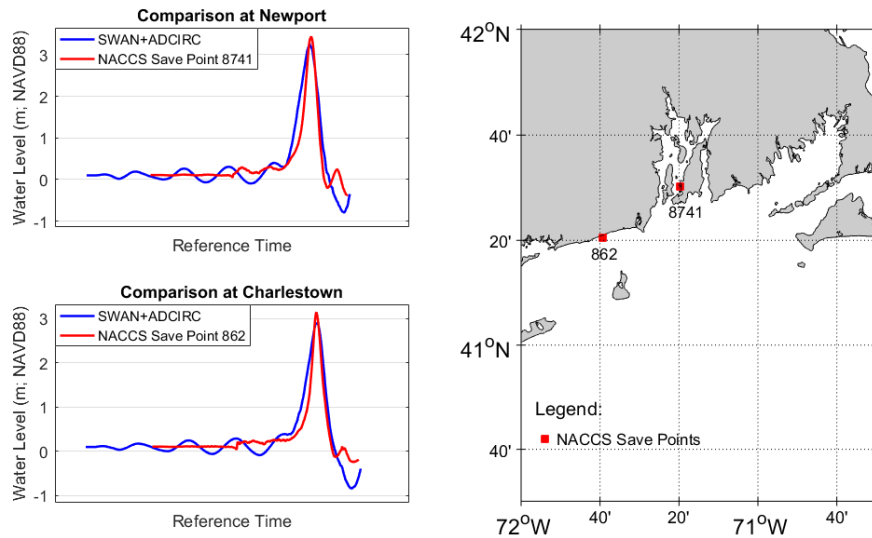 Comparison at Newport
SWAN+ADCIRC
NACCS Save Point 8741
Water Level (m; NAVD88)
3
2
1
0
-1
Reference Time
Comparison at Charlestown
SWAN+ADCIRC
NACCS Save Point 862
Water Level (m; NAVD88)
3
2
1
0
-1
Reference Time
42°N
40'
20'
41°N
40'
8741
862
Legend:
NACCS Save Points
72°W
40'
20'
71°W
40'
20'